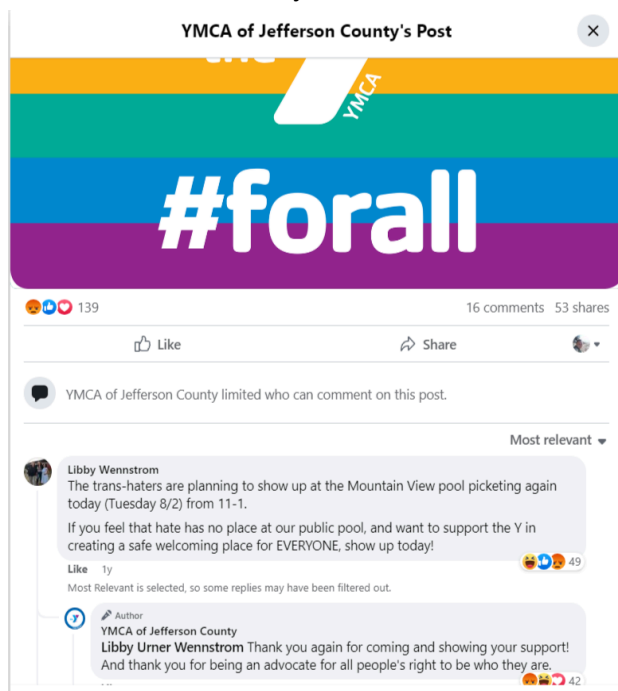 YMCA of Jefferson County's Post
the
YMCA
#forall
139
16 comments 53 shares
Like
Share
YMCA of Jefferson County limited who can comment on this post.
Most relevant
Libby Wennstrom
The trans-haters are planning to show up at the Mountain View pool picketing again
today (Tuesday 8/2) from 11-1.
If you feel that hate has no place at our public pool, and want to support the Y in
creating a safe welcoming place for EVERYONE, show up today!
49
Like 1y
Most Relevant is selected, so some replies may have been filtered out.
Author
YMCA of Jefferson County
Libby Urner Wennstrom Thank you again for coming and showing your support!
And thank you for being an advocate for all people's right to be who they are.
42